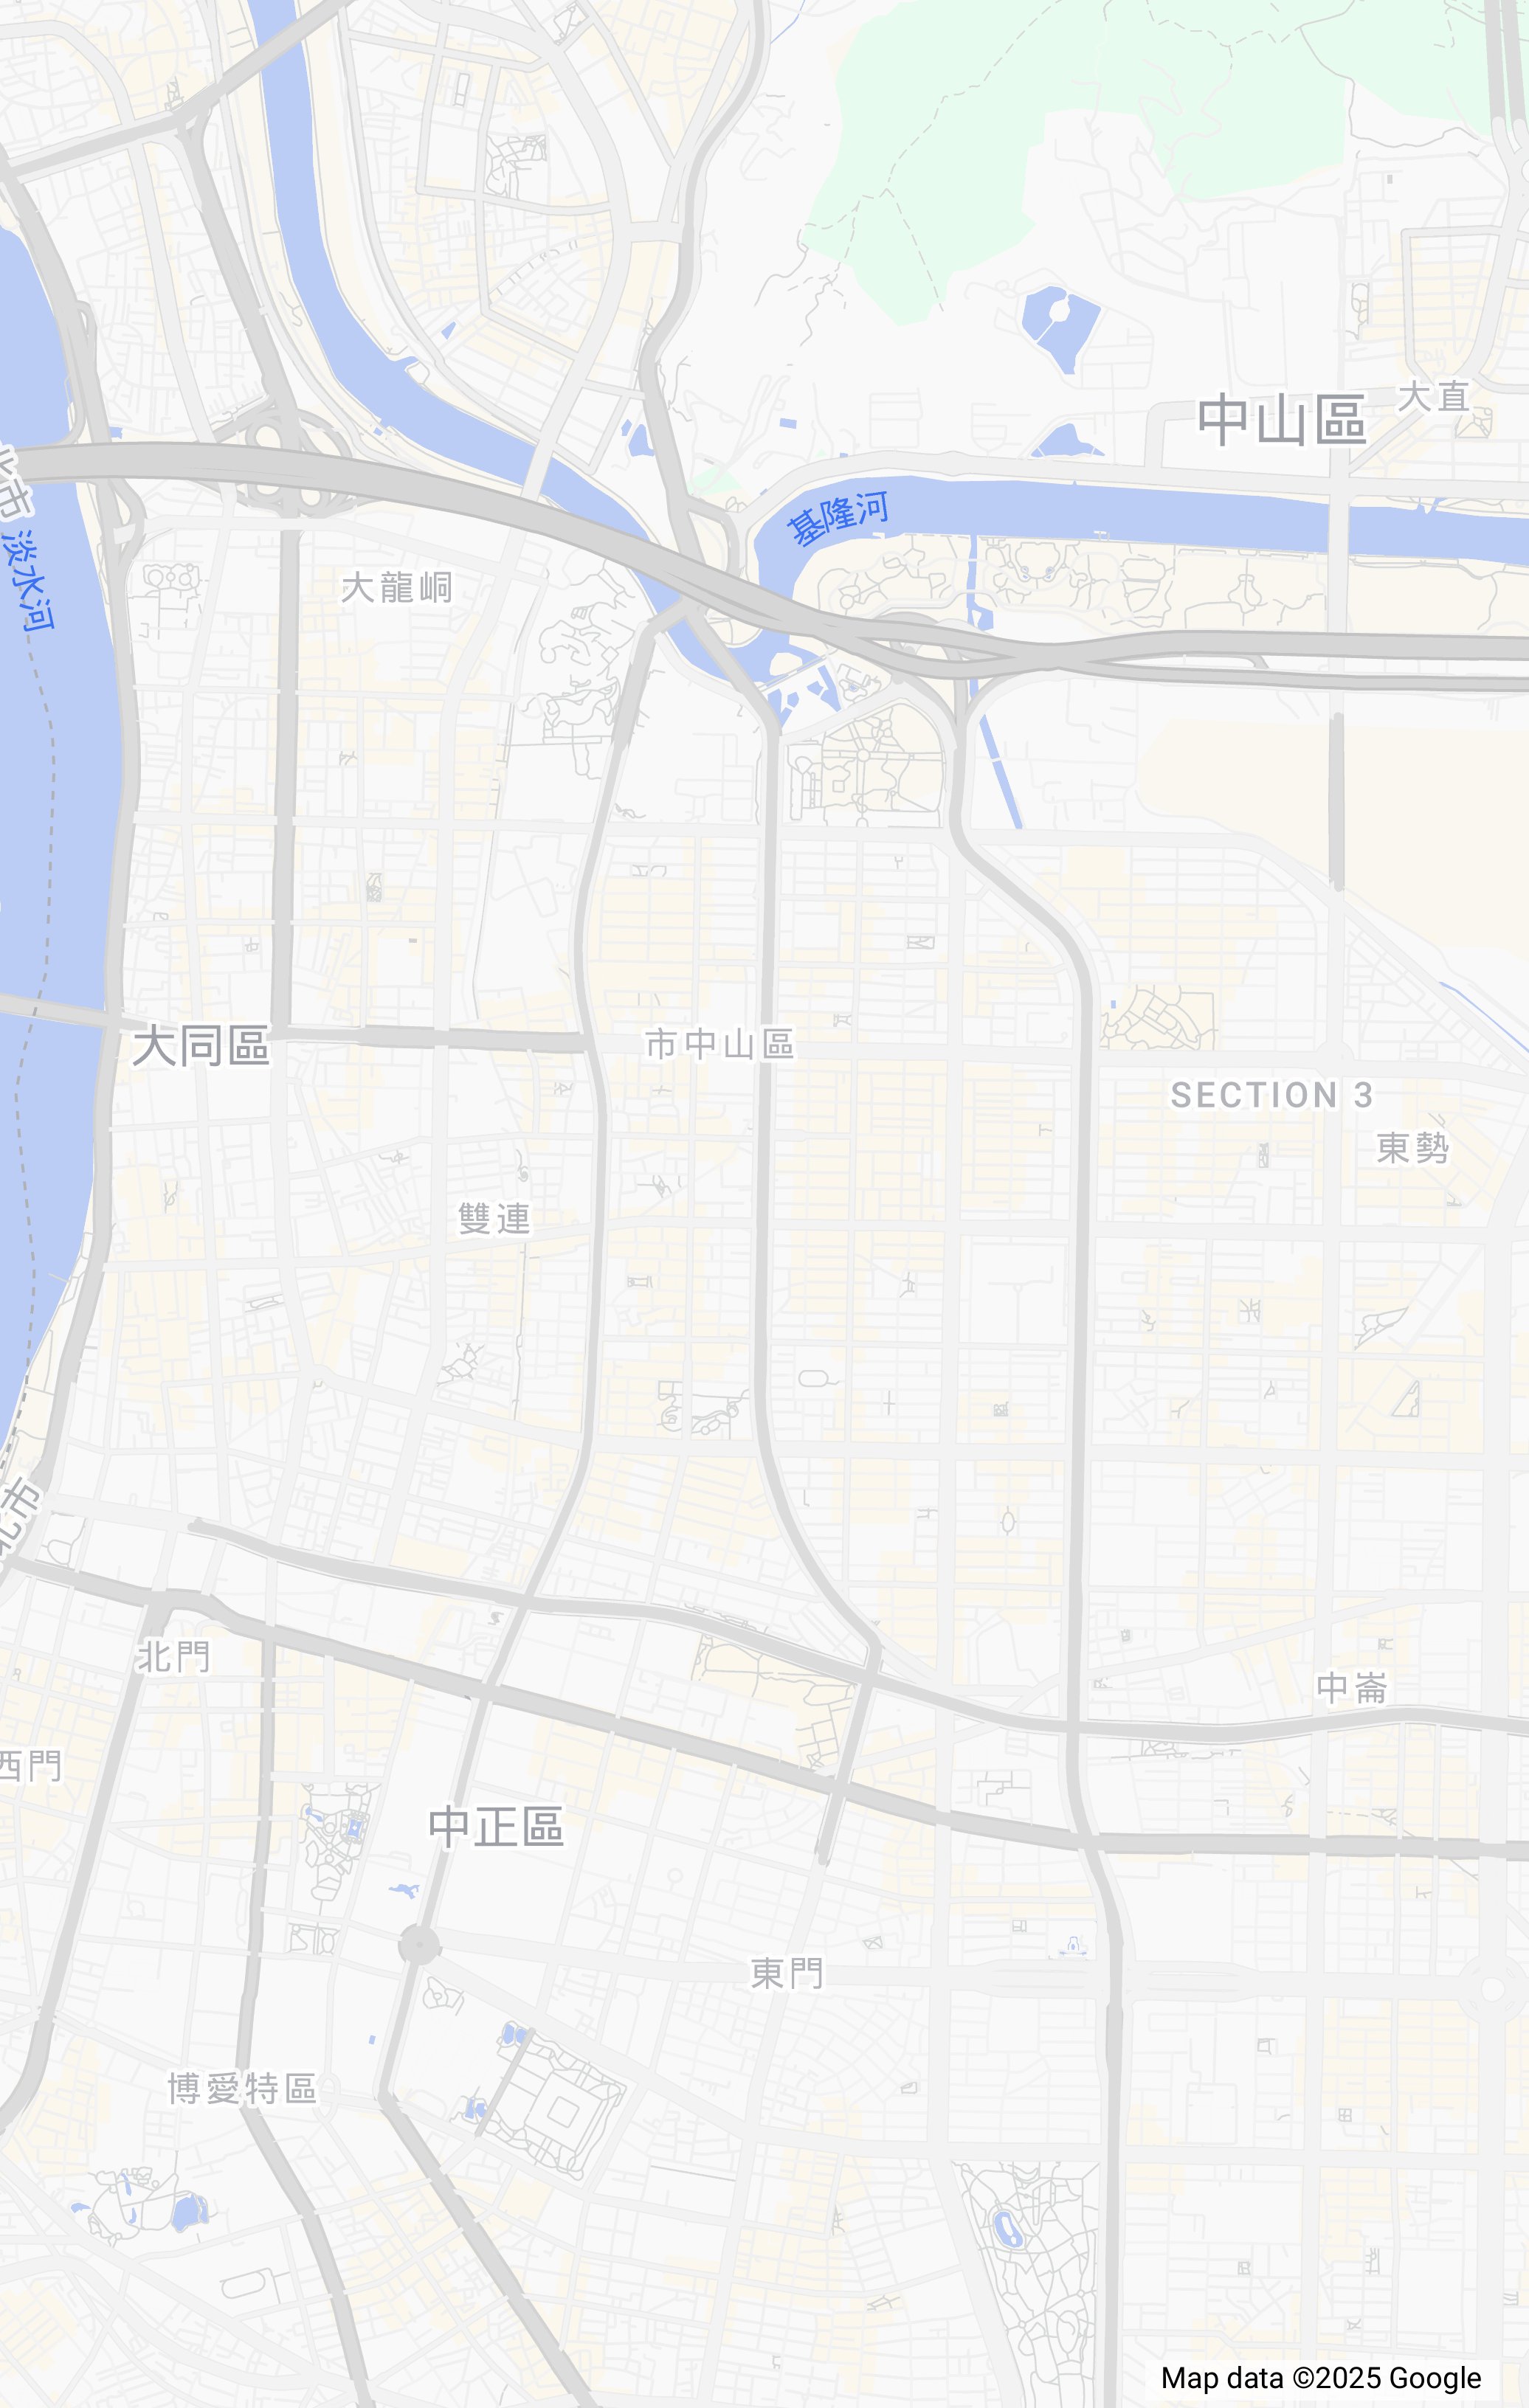 大直
中山區
基隆河
淡水河
大龍峒
大同區
市中山區
SECTION 3
東勢
雙連
北門
中崙
西門
中正區
東門
博愛特區
Map data ©2025 Google